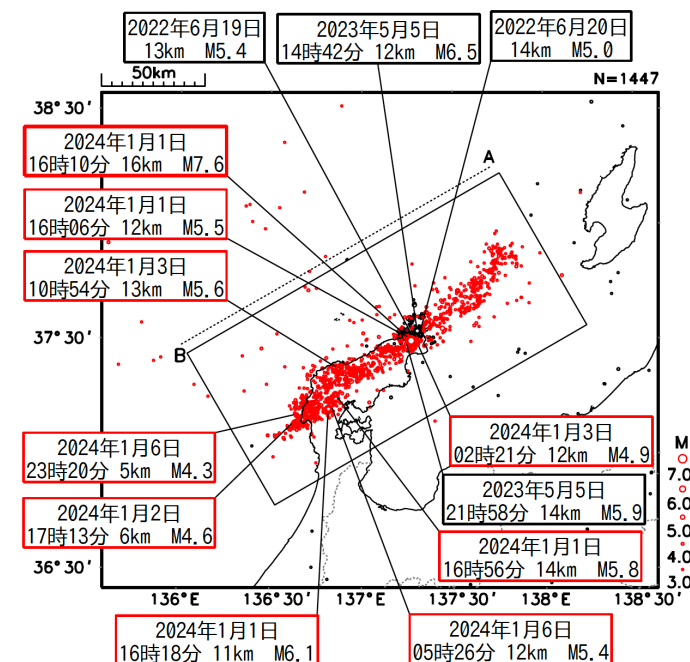 2022年6月19日
13km M5.4
2023年5月5日
14時42分 12km M6.5
2022年6月20日
14km M5.0
50km
N=1447
38°30'
2024年1月1日
16時10分 16km M7.6
A
2024年1月1日
16時06分 12km M5.5
2024年1月3日
10時54分 13km M5.6
37°30'
B
2024年1月6日
23時20分 5km M4.3
2024年1月3日
02時21分 12km M4.9
M
7.0
6.0
5.0
4.0
3.0
2023年5月5日
21時58分 14km M5.9
2024年1月2日
17時13分 6km M4.6
2024年1月1日
16時56分 14km M5.8
36°30'
136°E
136°30'
137°E
137°30'
138°E
138°30'
2024年1月1日
16時18分 11km M6.1
2024年1月6日
05時26分 12km M5.4